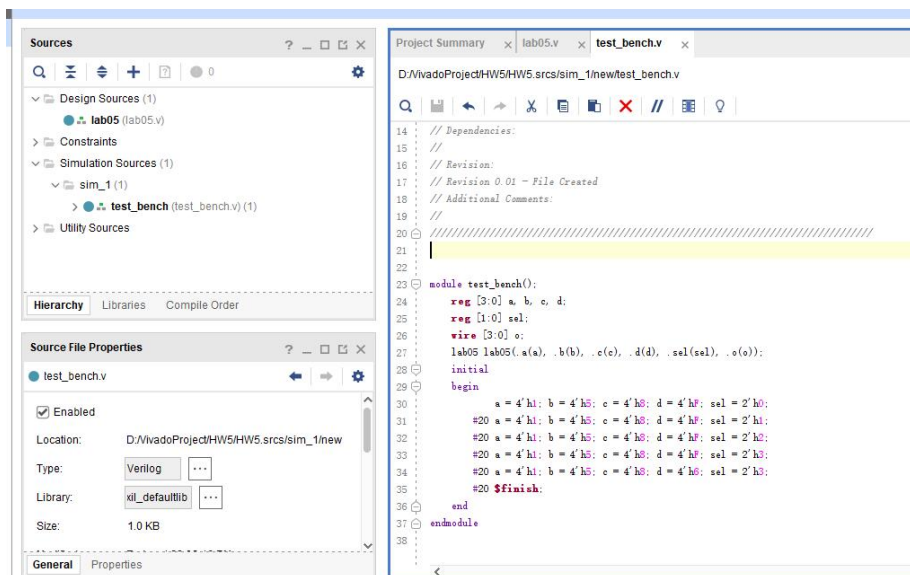 Sources
? _ □ X
0
Design Sources (1)
lab05 (lab05.v)
Constraints
Simulation Sources (1)
sim_1 (1)
test_bench (test_bench.v) (1)
Utility Sources
Hierarchy Libraries Compile Order
Source File Properties
? _ □ X
test_bench.v
Enabled
Location: D:/VivadoProject/HW5/HW5.srcs/sim_1/new
Type: Verilog ...
Library: xil_defaultlib ...
Size: 1.0 KB
General Properties
Project Summary x lab05.v x test_bench.v x
D:/VivadoProject/HW5/HW5.srcs/sim_1/new/test_bench.v
14 // Dependencies:
15 //
16 // Revision:
17 // Revision 0.01 - File Created
18 // Additional Comments:
19 //
20 //////////////////////////////////////////////////////////////////////////////////
21
22
23 module test_bench();
24 reg [3:0] a, b, c, d;
25 reg [1:0] sel;
26 wire [3:0] o;
27 lab05 lab05(.a(a), .b(b), .c(c), .d(d), .sel(sel), .o(o));
28 initial
29 begin
30 a = 4'h1; b = 4'h5; c = 4'h8; d = 4'hF; sel = 2'h0;
31 #20 a = 4'h1; b = 4'h5; c = 4'h8; d = 4'hF; sel = 2'h1;
32 #20 a = 4'h1; b = 4'h5; c = 4'h8; d = 4'hF; sel = 2'h2;
33 #20 a = 4'h1; b = 4'h5; c = 4'h8; d = 4'hF; sel = 2'h3;
34 #20 a = 4'h1; b = 4'h5; c = 4'h8; d = 4'h6; sel = 2'h3;
35 #20 $finish;
36 end
37 endmodule
38